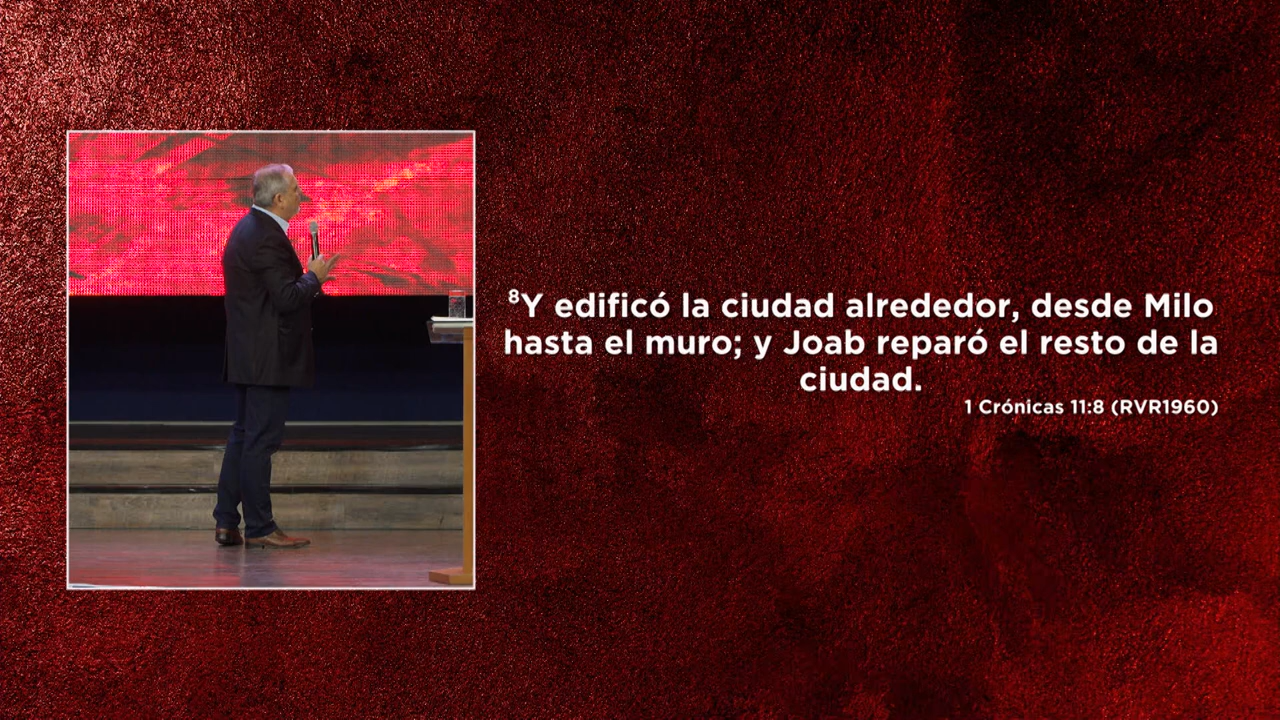 ⁸Y edificó la ciudad alrededor, desde Milo
hasta el muro; y Joab reparó el resto de la
ciudad.
1 Crónicas 11:8 (RVR1960)